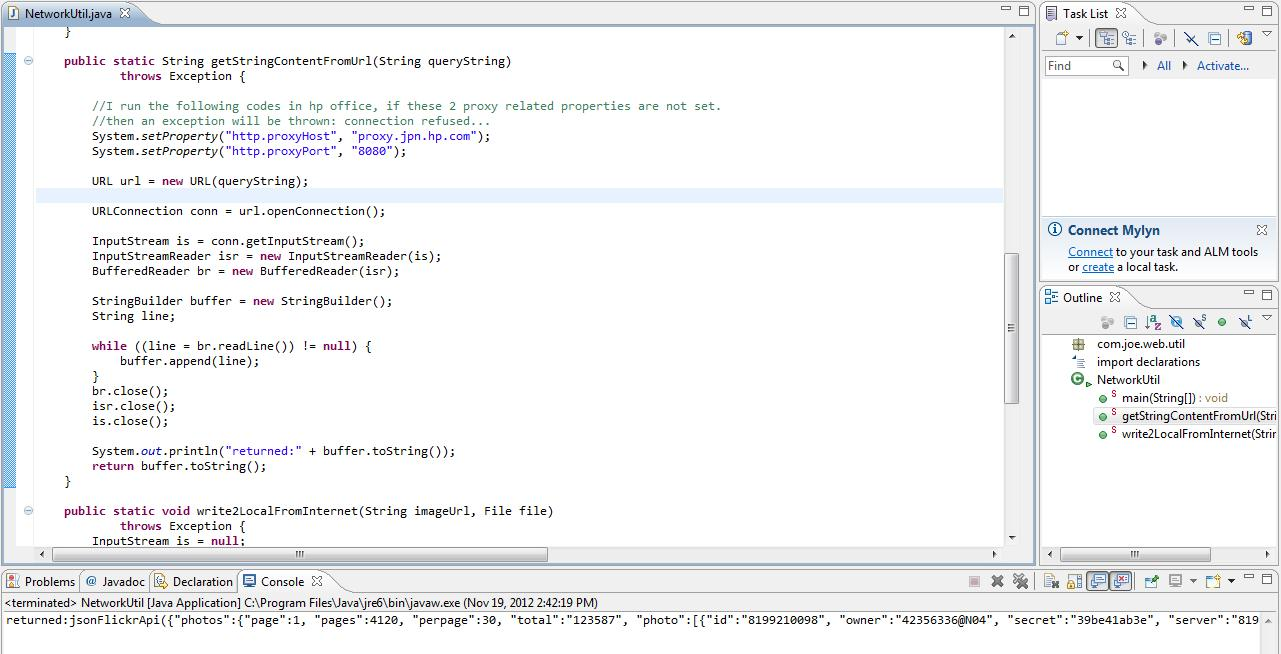 NetworkUtil.java
}
public static String getStringContentFromUrl(String queryString)
throws Exception {
//I run the following codes in hp office, if these 2 proxy related properties are not set.
//then an exception will be thrown: connection refused...
System.setProperty("http.proxyHost", "proxy.jpn.hp.com");
System.setProperty("http.proxyPort", "8080");
URL url = new URL(queryString);
URLConnection conn = url.openConnection();
InputStream is = conn.getInputStream();
InputStreamReader isr = new InputStreamReader(is);
BufferedReader br = new BufferedReader(isr);
StringBuilder buffer = new StringBuilder();
String line;
while ((line = br.readLine()) != null) {
buffer.append(line);
}
br.close();
isr.close();
is.close();
System.out.println("returned:" + buffer.toString());
return buffer.toString();
}
public static void write2LocalFromInternet(String imageUrl, File file)
throws Exception {
InputStream is = null;
Task List
Find All Activate...
Connect Mylyn
Connect to your task and ALM tools
or create a local task.
Outline
com.joe.web.util
import declarations
NetworkUtil
main(String[]) : void
getStringContentFromUrl(Stri
write2LocalFromInternet(Strir
Problems Javadoc Declaration Console
<terminated> NetworkUtil [Java Application] C:\Program Files\Java\jre6\bin\javaw.exe (Nov 19, 2012 2:42:19 PM)
returned:jsonFlickrApi({"photos":{"page":1, "pages":4120, "perpage":30, "total":"123587", "photo":[{"id":"8199210098", "owner":"42356336@N04", "secret":"39be41ab3e", "server":"819